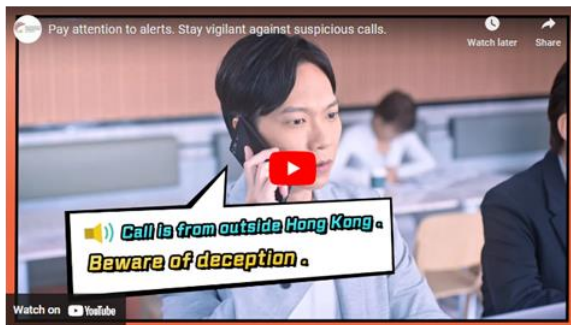 Pay attention to alerts. Stay vigilant against suspicious calls.
Watch later
Share
Call is from outside Hong Kong .
Beware of deception .
Watch on YouTube